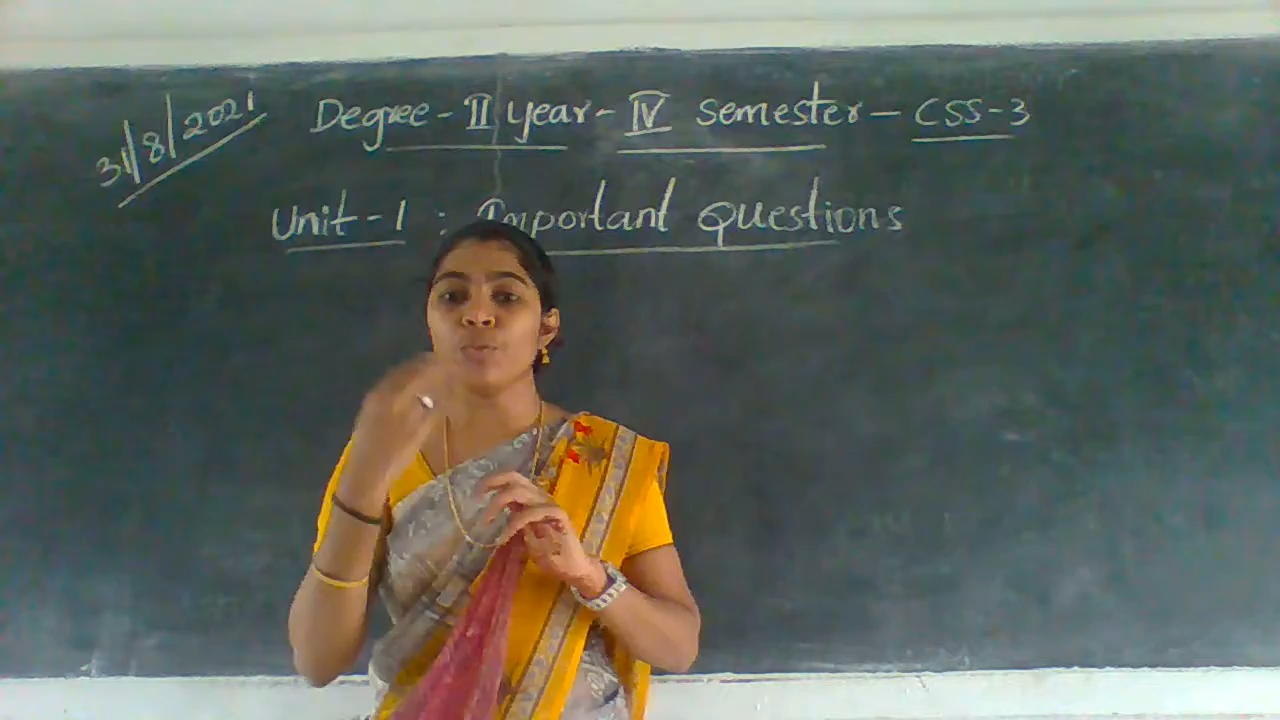 31/8/2021
Degree - II year - IV semester - CSS-3
Unit - 1 : Important Questions